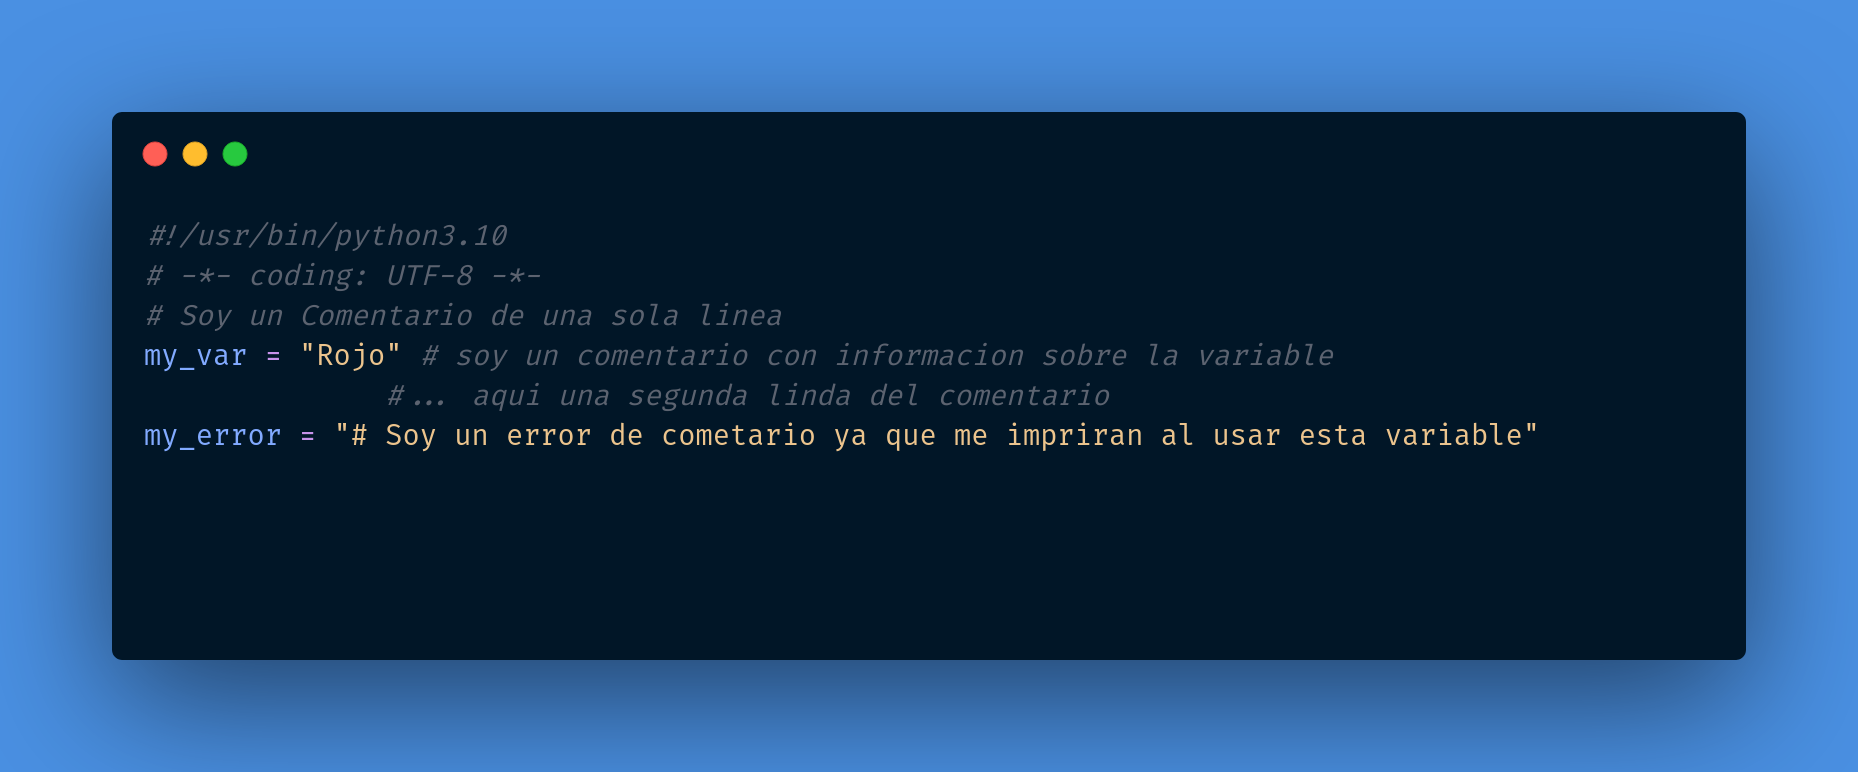 #!/usr/bin/python3.10
# -*- coding: UTF-8 -*-
# Soy un Comentario de una sola linea
my_var = "Rojo" # soy un comentario con informacion sobre la variable
#... aqui una segunda linda del comentario
my_error = "# Soy un error de cometario ya que me impriran al usar esta variable"